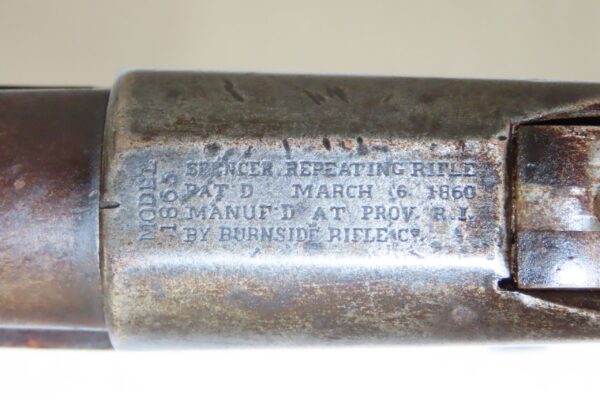 MODEL
1865
SPENCER REPEATING RIFLE
PAT'D MARCH 6, 1860
MANUF'D AT PROV. R.I.
BY BURNSIDE RIFLE Co.